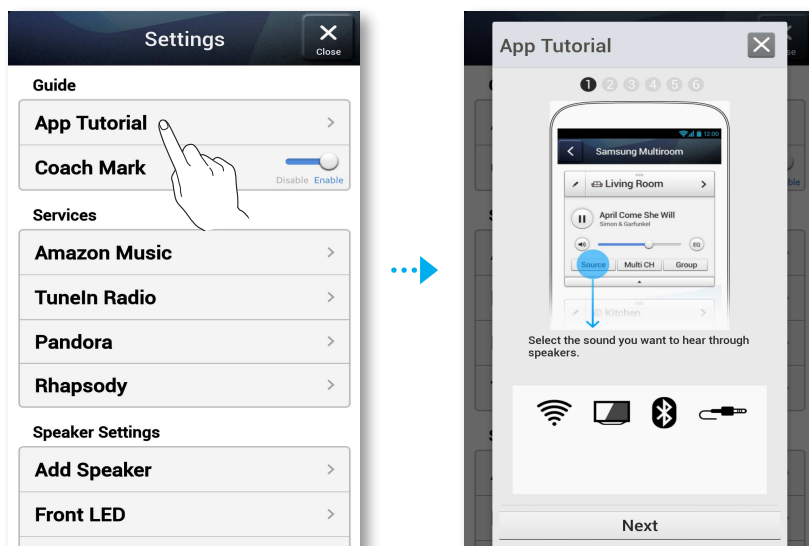 Settings
Close
Guide
App Tutorial
Coach Mark
Disable Enable
Services
Amazon Music
TuneIn Radio
Pandora
Rhapsody
Speaker Settings
Add Speaker
Front LED
App Tutorial
1 2 3 4 5 6
12:00
Samsung Multiroom
Living Room
April Come She Will
Simon & Garfunkel
EQ
Source Multi CH Group
Kitchen
Select the sound you want to hear through
speakers.
Next